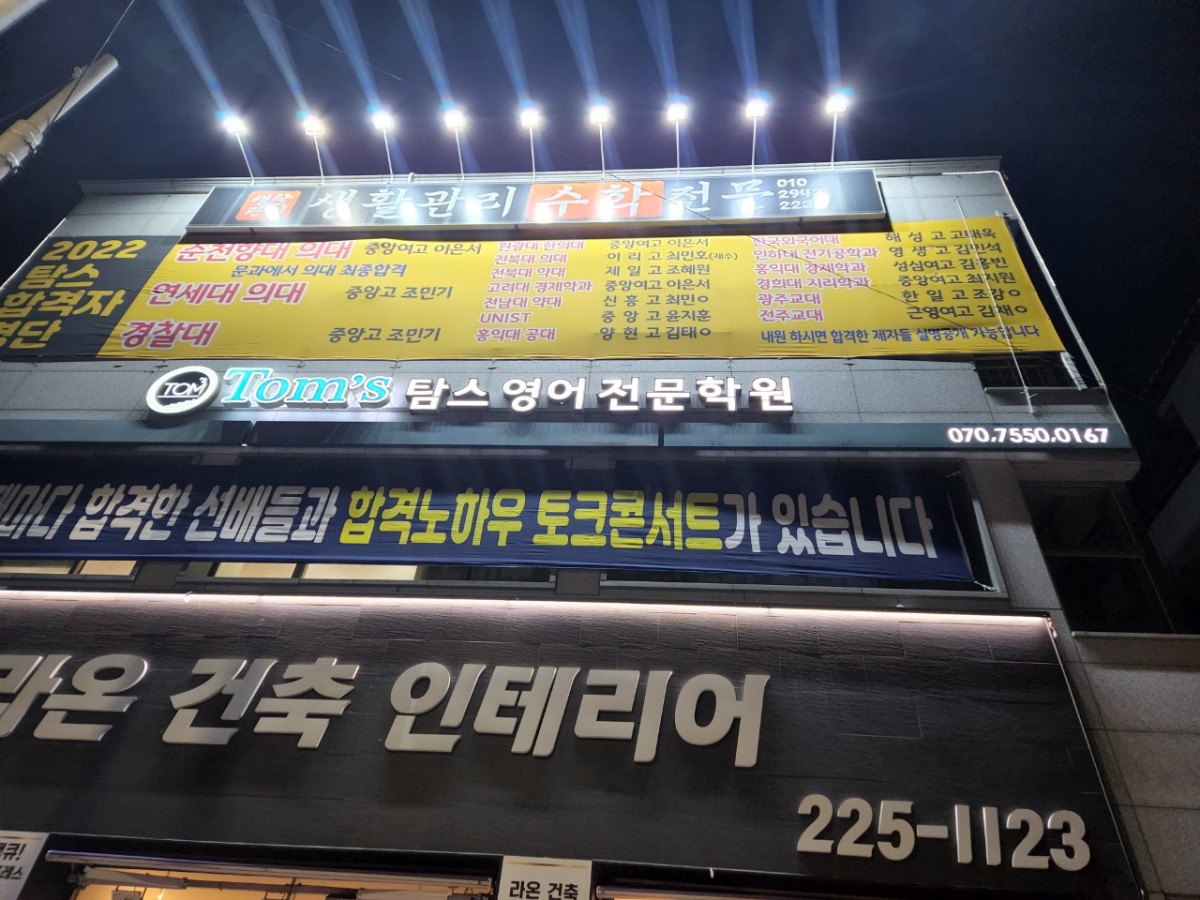 생활관리 수학전문 010
2022
탐스
합격자
명단
순천향대 의대 중앙여고 이은서
문과에서 의대 최종합격
연세대 의대 중앙고 조민기
경찰대 중앙고 조민기
원광대 한의대 중앙여고 이은서
전북대 의대 이리고 최민호(재수)
전북대 약대 제일고 조혜원
고려대 경제학과 중앙여고 이은서
전남대 약대 신흥고 최민ㅇ
UNIST 중앙고 윤지훈
홍익대 공대 양현고 김태ㅇ
한국외국어대 해성고 고태욱
인하대 전기공학과 영생고 김민석
홍익대 경제학과 성심여고 김홍빈
경희대 지리학과 중앙여고 최지원
광주교대 한일고 조강ㅇ
전주교대 근영여고 김재ㅇ
내원 하시면 합격한 제자들 실명공개 가능합니다
TOM's
Tom's 탐스영어전문학원
070.7550.0167
마다 합격한 선배들과 합격노하우 토크콘서트가 있습니다
라온 건축 인테리어
225-1123
라온 건축